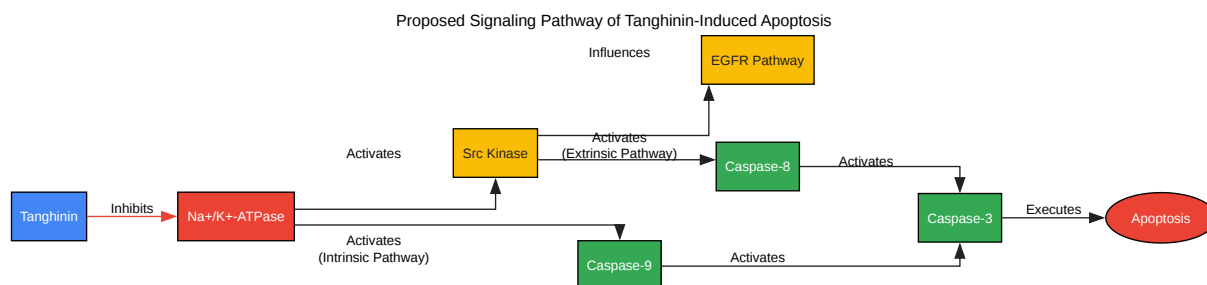 Proposed Signaling Pathway of Tanghinin-Induced Apoptosis
Influences
EGFR Pathway
Activates
Src Kinase
Activates
(Extrinsic Pathway)
Caspase-8
Activates
Tanghinin
Inhibits
Na+/K+-ATPase
Caspase-3
Executes
Apoptosis
Activates
(Intrinsic Pathway)
Caspase-9
Activates